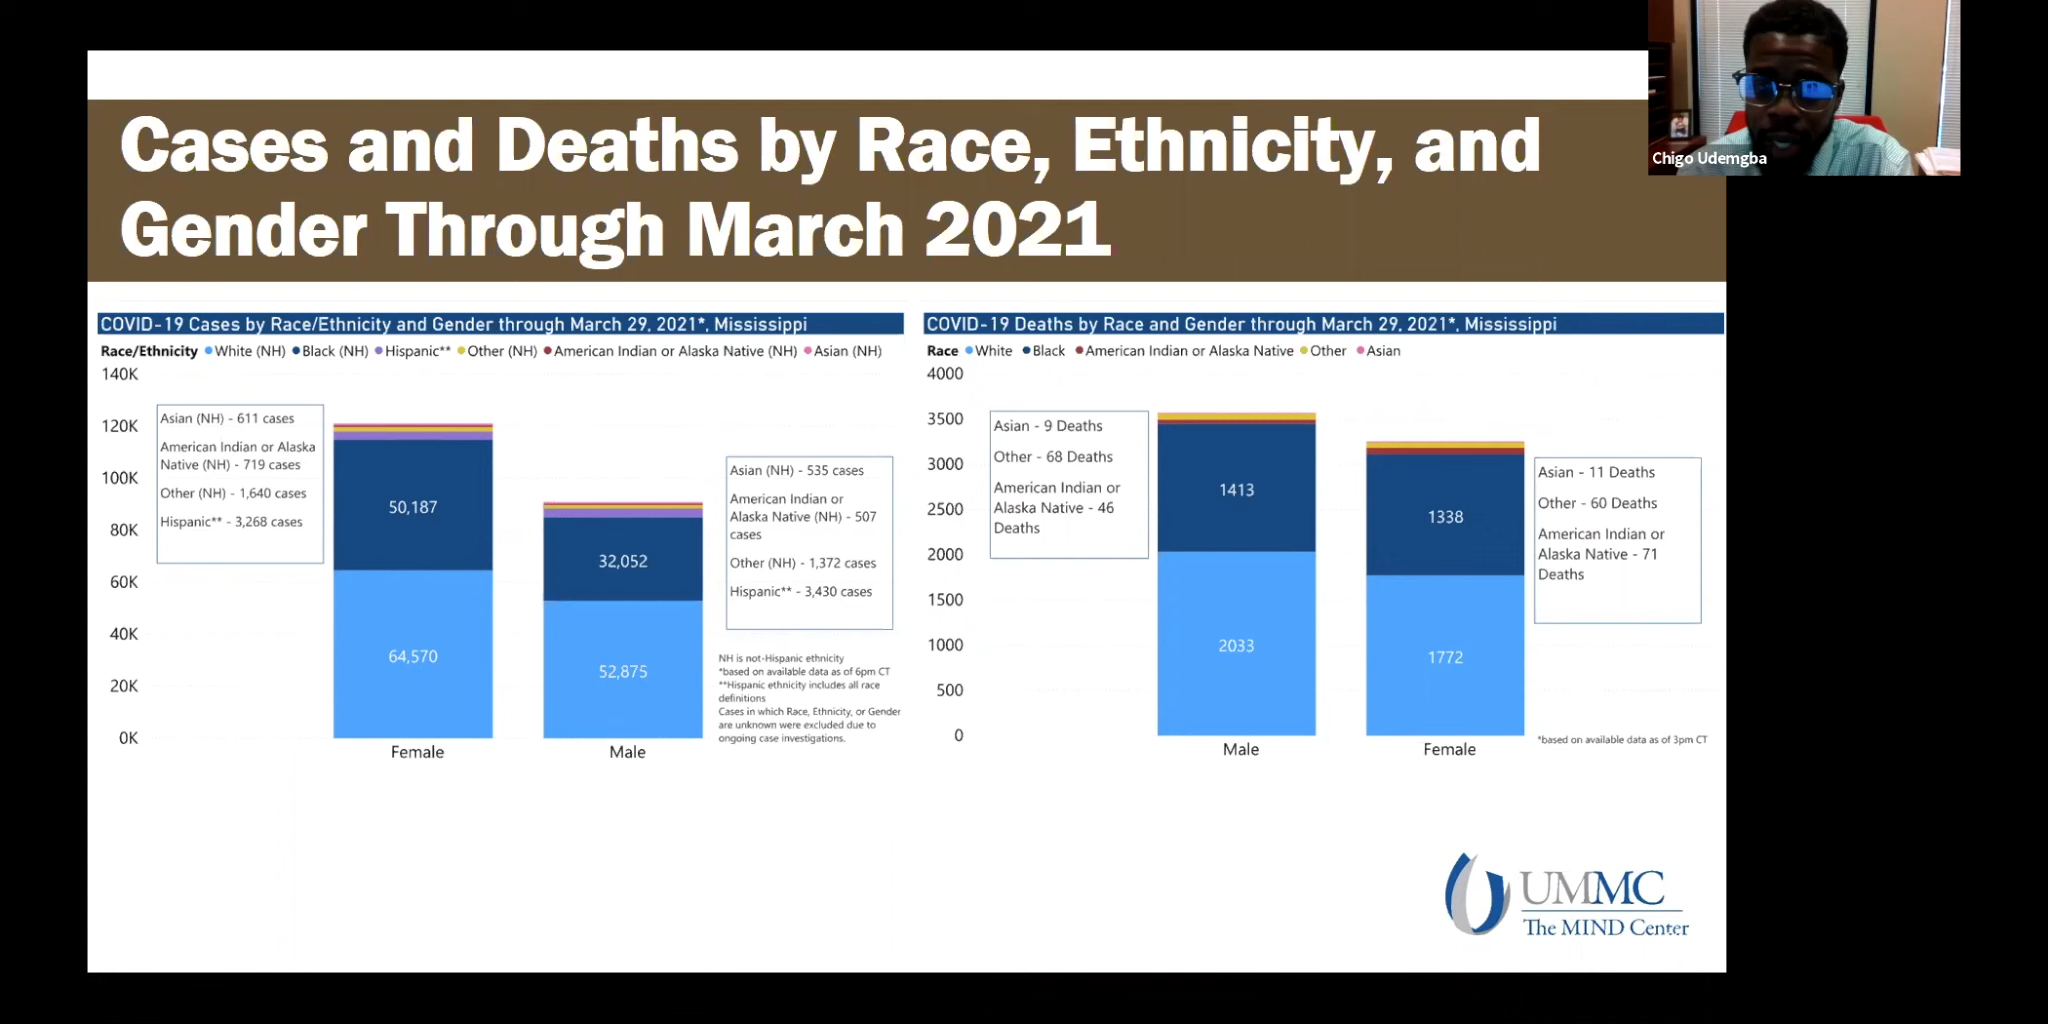 Chigo Udemgba
Cases and Deaths by Race, Ethnicity, and
Gender Through March 2021
COVID-19 Cases by Race/Ethnicity and Gender through March 29, 2021*, Mississippi
Race/Ethnicity White (NH) Black (NH) Hispanic** Other (NH) American Indian or Alaska Native (NH) Asian (NH)
140K
120K
100K
80K
60K
40K
20K
0K
Asian (NH) - 611 cases
American Indian or Alaska
Native (NH) - 719 cases
Other (NH) - 1,640 cases
Hispanic** - 3,268 cases
50,187
64,570
Female
32,052
52,875
Male
Asian (NH) - 535 cases
American Indian or
Alaska Native (NH) - 507
cases
Other (NH) - 1,372 cases
Hispanic** - 3,430 cases
NH is not-Hispanic ethnicity
*based on available data as of 6pm CT
**Hispanic ethnicity includes all race
definitions
Cases in which Race, Ethnicity, or Gender
are unknown were excluded due to
ongoing case investigations.
COVID-19 Deaths by Race and Gender through March 29, 2021*, Mississippi
Race White Black American Indian or Alaska Native Other Asian
4000
3500
3000
2500
2000
1500
1000
500
0
Asian - 9 Deaths
Other - 68 Deaths
American Indian or
Alaska Native - 46
Deaths
1413
2033
Male
1338
1772
Female
Asian - 11 Deaths
Other - 60 Deaths
American Indian or
Alaska Native - 71
Deaths
*based on available data as of 3pm CT
UMMC
The MIND Center